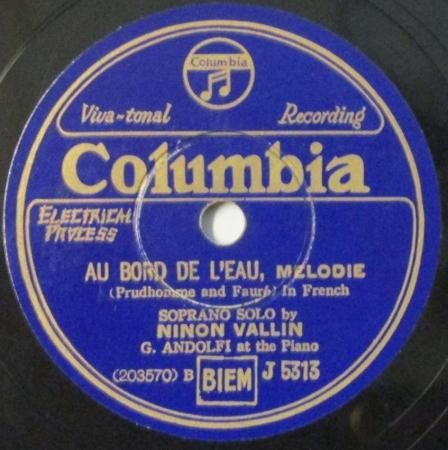 Columbia
Viva-tonal Recording
Columbia
ELECTRICAL
PROCESS
AU BORD DE L'EAU, MELODIE
(Prudhomme and Fauré) In French
SOPRANO SOLO by
NINON VALLIN
G. ANDOLFI at the Piano
(203570) B BIEM J 5313